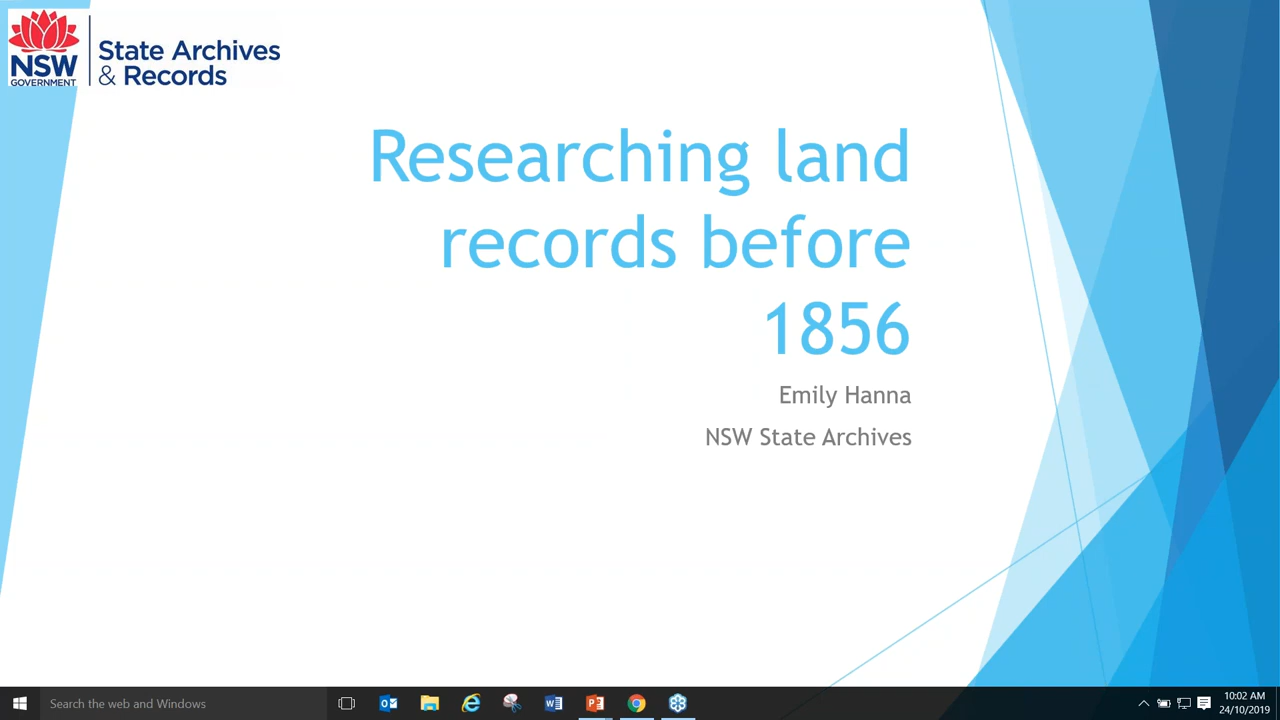 NSW
GOVERNMENT
State Archives
& Records
Researching land
records before
1856
Emily Hanna
NSW State Archives
Search the web and Windows
10:02 AM
24/10/2019